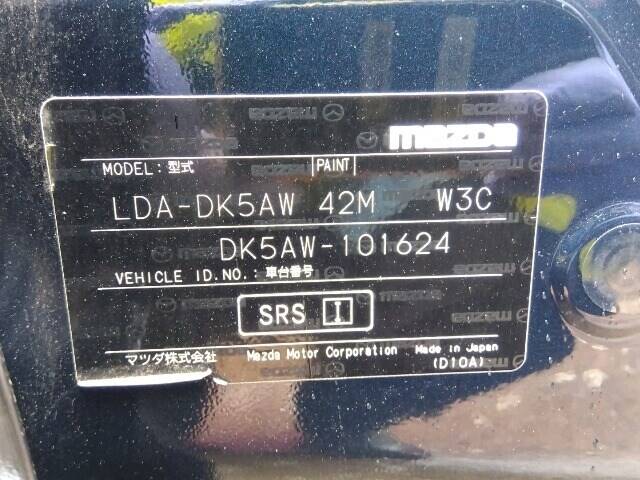 mazda
MODEL: 型式 PAINT
LDA-DK5AW 42M W3C
DK5AW-101624
VEHICLE ID.NO.: 車台番号
SRS I
マツダ株式会社 Mazda Motor Corporation Made in Japan
(D10A)